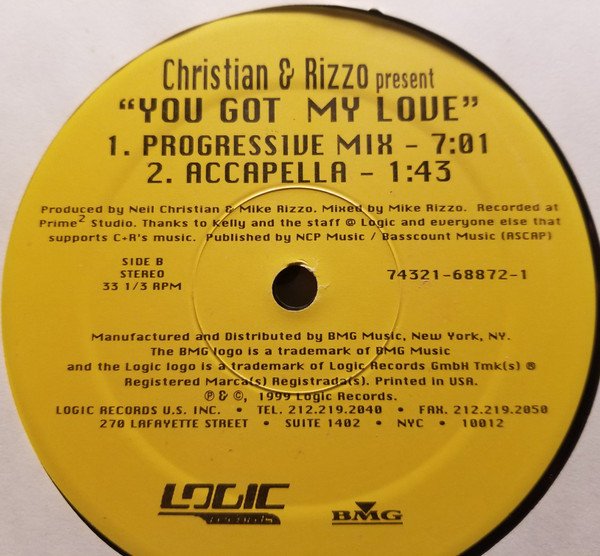 Christian & Rizzo present
“YOU GOT MY LOVE”
1. PROGRESSIVE MIX – 7:01
2. ACCAPELLA – 1:43
Produced by Neil Christian & Mike Rizzo. Mixed by Mike Rizzo. Recorded at
Prime² Studio. Thanks to Kelly and the staff @ Logic and everyone else that
supports C+R's music. Published by NCP Music / Basscount Music (ASCAP)
SIDE B
STEREO
33 1/3 RPM
74321-68872-1
Manufactured and Distributed by BMG Music, New York, NY.
The BMG logo is a trademark of BMG Music
and the Logic logo is a trademark of Logic Records GmbH Tmk(s) ®
Registered Marca(s) Registrada(s). Printed in USA.
℗ & ©, 1999 Logic Records.
LOGIC RECORDS U.S. INC. • TEL. 212.219.2040 • FAX. 212.219.2050
270 LAFAYETTE STREET • SUITE 1402 • NYC • 10012
LOGIC
records
BMG